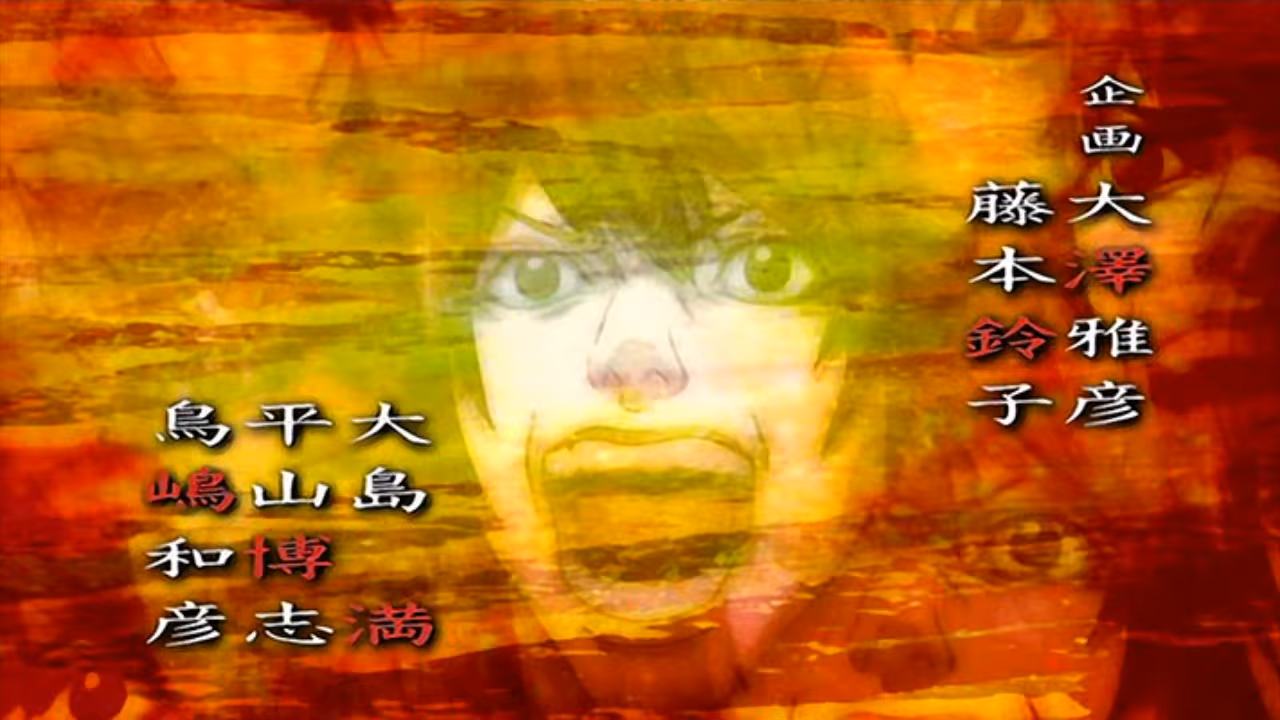 企画
大澤雅彦
藤本鈴子
大島満
平山博志
鳥嶋和彦